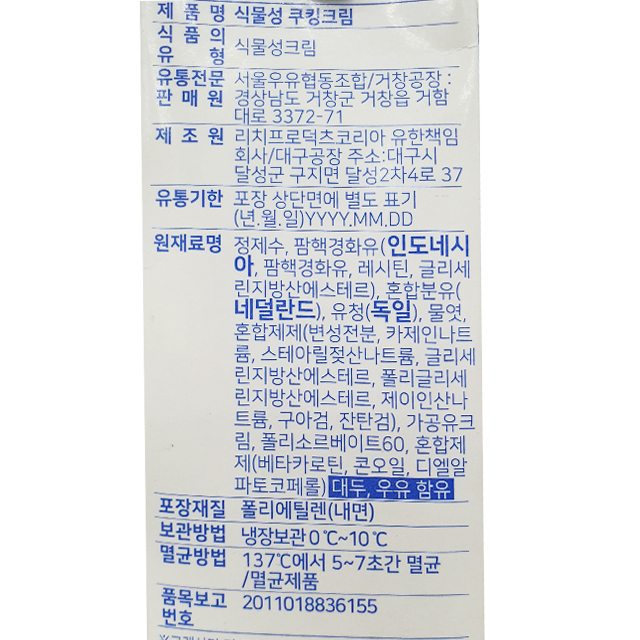 제 품 명 식물성 쿠킹크림
식 품 의
유 형 식물성크림
유통전문 서울우유협동조합/거창공장 :
판 매 원 경상남도 거창군 거창읍 거함
대로 3372-71
제 조 원 리치프로덕츠코리아 유한책임
회사/대구공장 주소:대구시
달성군 구지면 달성2차4로 37
유통기한 포장 상단면에 별도 표기
(년.월.일)YYYY.MM.DD
원재료명 정제수, 팜핵경화유(인도네시
아, 팜핵경화유, 레시틴, 글리세
린지방산에스테르), 혼합분유(
네덜란드), 유청(독일), 물엿,
혼합제제(변성전분, 카제인나트
륨, 스테아릴젖산나트륨, 글리세
린지방산에스테르, 폴리글리세
린지방산에스테르, 제이인산나
트륨, 구아검, 잔탄검), 가공유크
림, 폴리소르베이트60, 혼합제
제(베타카로틴, 콘오일, 디엘알
파토코페롤) 대두, 우유 함유
포장재질 폴리에틸렌(내면)
보관방법 냉장보관 0℃~10℃
멸균방법 137℃에서 5~7초간 멸균
/멸균제품
품목보고 2011018836155
번호